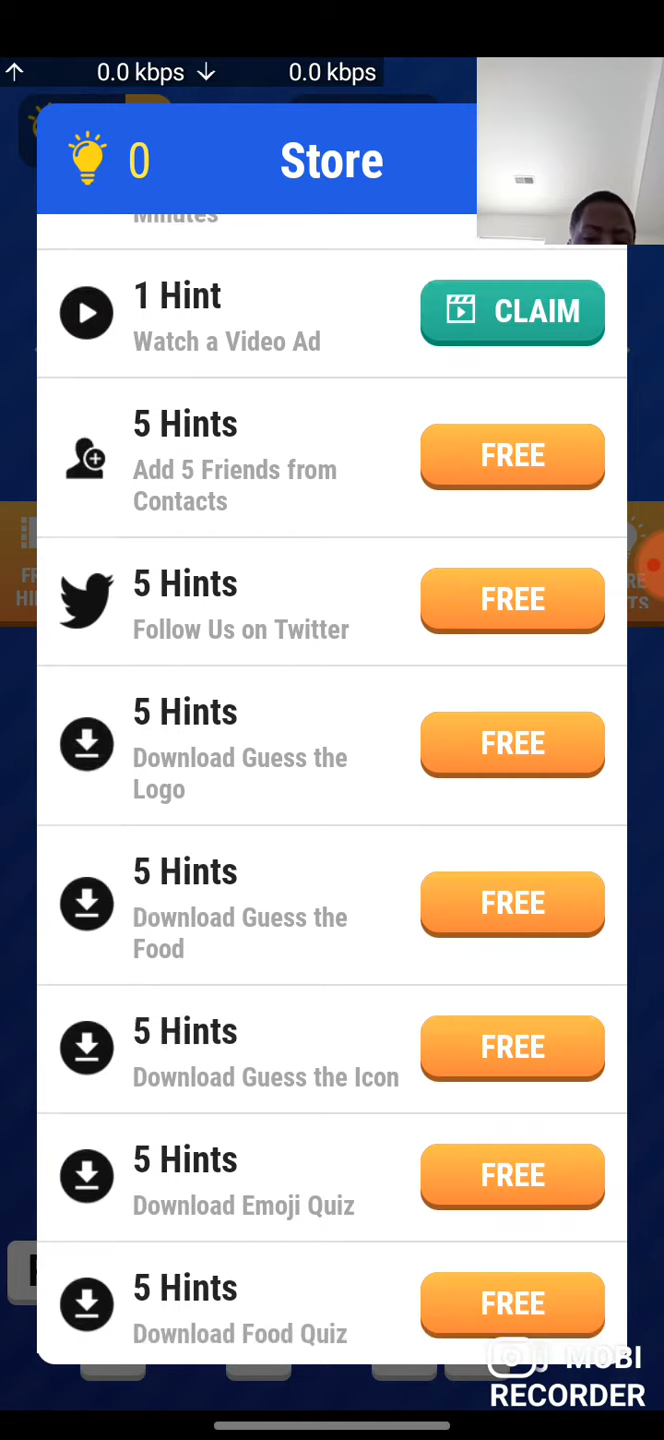 0.0 kbps 0.0 kbps
0 Store
Minutes
1 Hint
Watch a Video Ad
CLAIM
5 Hints
Add 5 Friends from
Contacts
FREE
5 Hints
Follow Us on Twitter
FREE
5 Hints
Download Guess the
Logo
FREE
5 Hints
Download Guess the
Food
FREE
5 Hints
Download Guess the Icon
FREE
5 Hints
Download Emoji Quiz
FREE
5 Hints
Download Food Quiz
FREE
MOBI
RECORDER